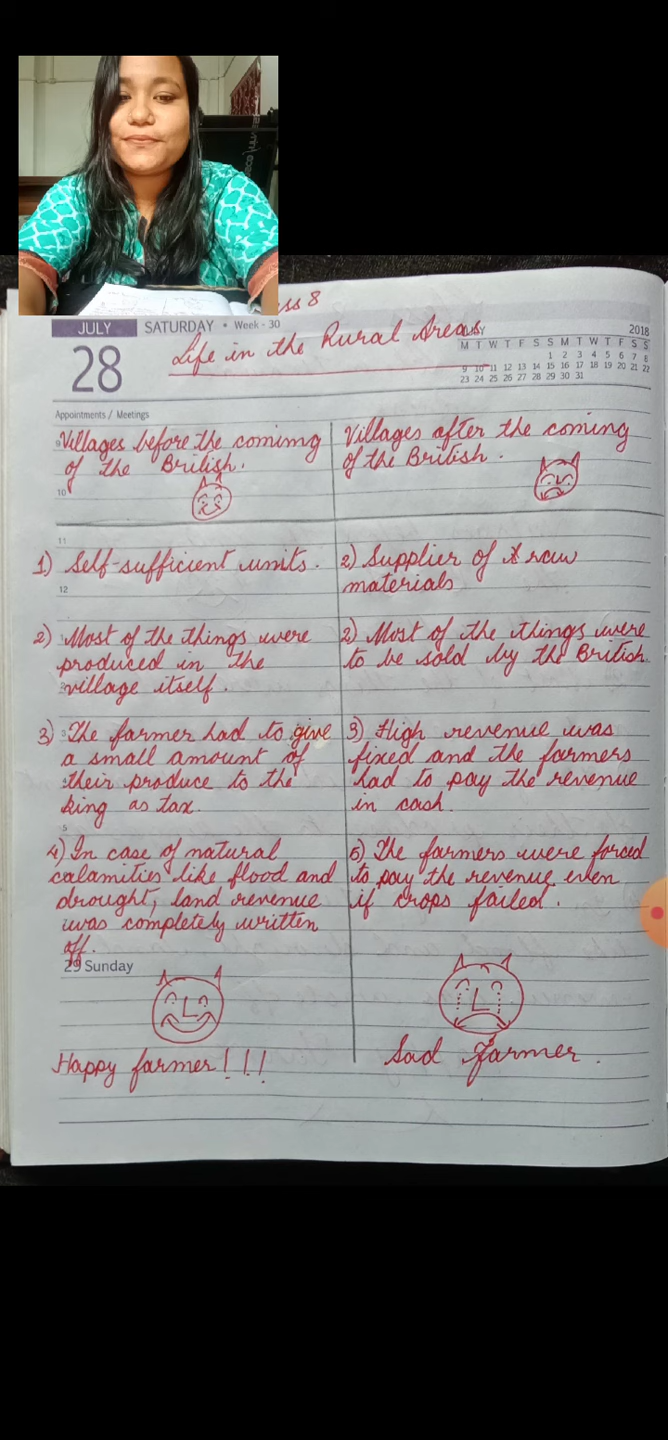 ss 8
JULY SATURDAY • Week - 30
28
Life in the Rural Areas
2018
M T W T F S S M T W T F S S
1 2 3 4 5 6 7 8
9 10 11 12 13 14 15 16 17 18 19 20 21 22
23 24 25 26 27 28 29 30 31
Appointments / Meetings
Villages before the coming
of the British.
Villages after the coming
of the British.
10
11
12
1) Self-sufficient units.
2) Supplier of raw
materials
2) Most of the things were
produced in the
village itself.
2) Most of the things were
to be sold by the British.
3) The farmer had to give
a small amount of
their produce to the
king as tax.
3) High revenue was
fixed and the farmers
had to pay the revenue
in cash.
5
4) In case of natural
calamities like flood and
drought, land revenue
was completely written
off.
5) The farmers were forced
to pay the revenue even
if crops failed.
29 Sunday
Happy farmer!!!
Sad farmer.